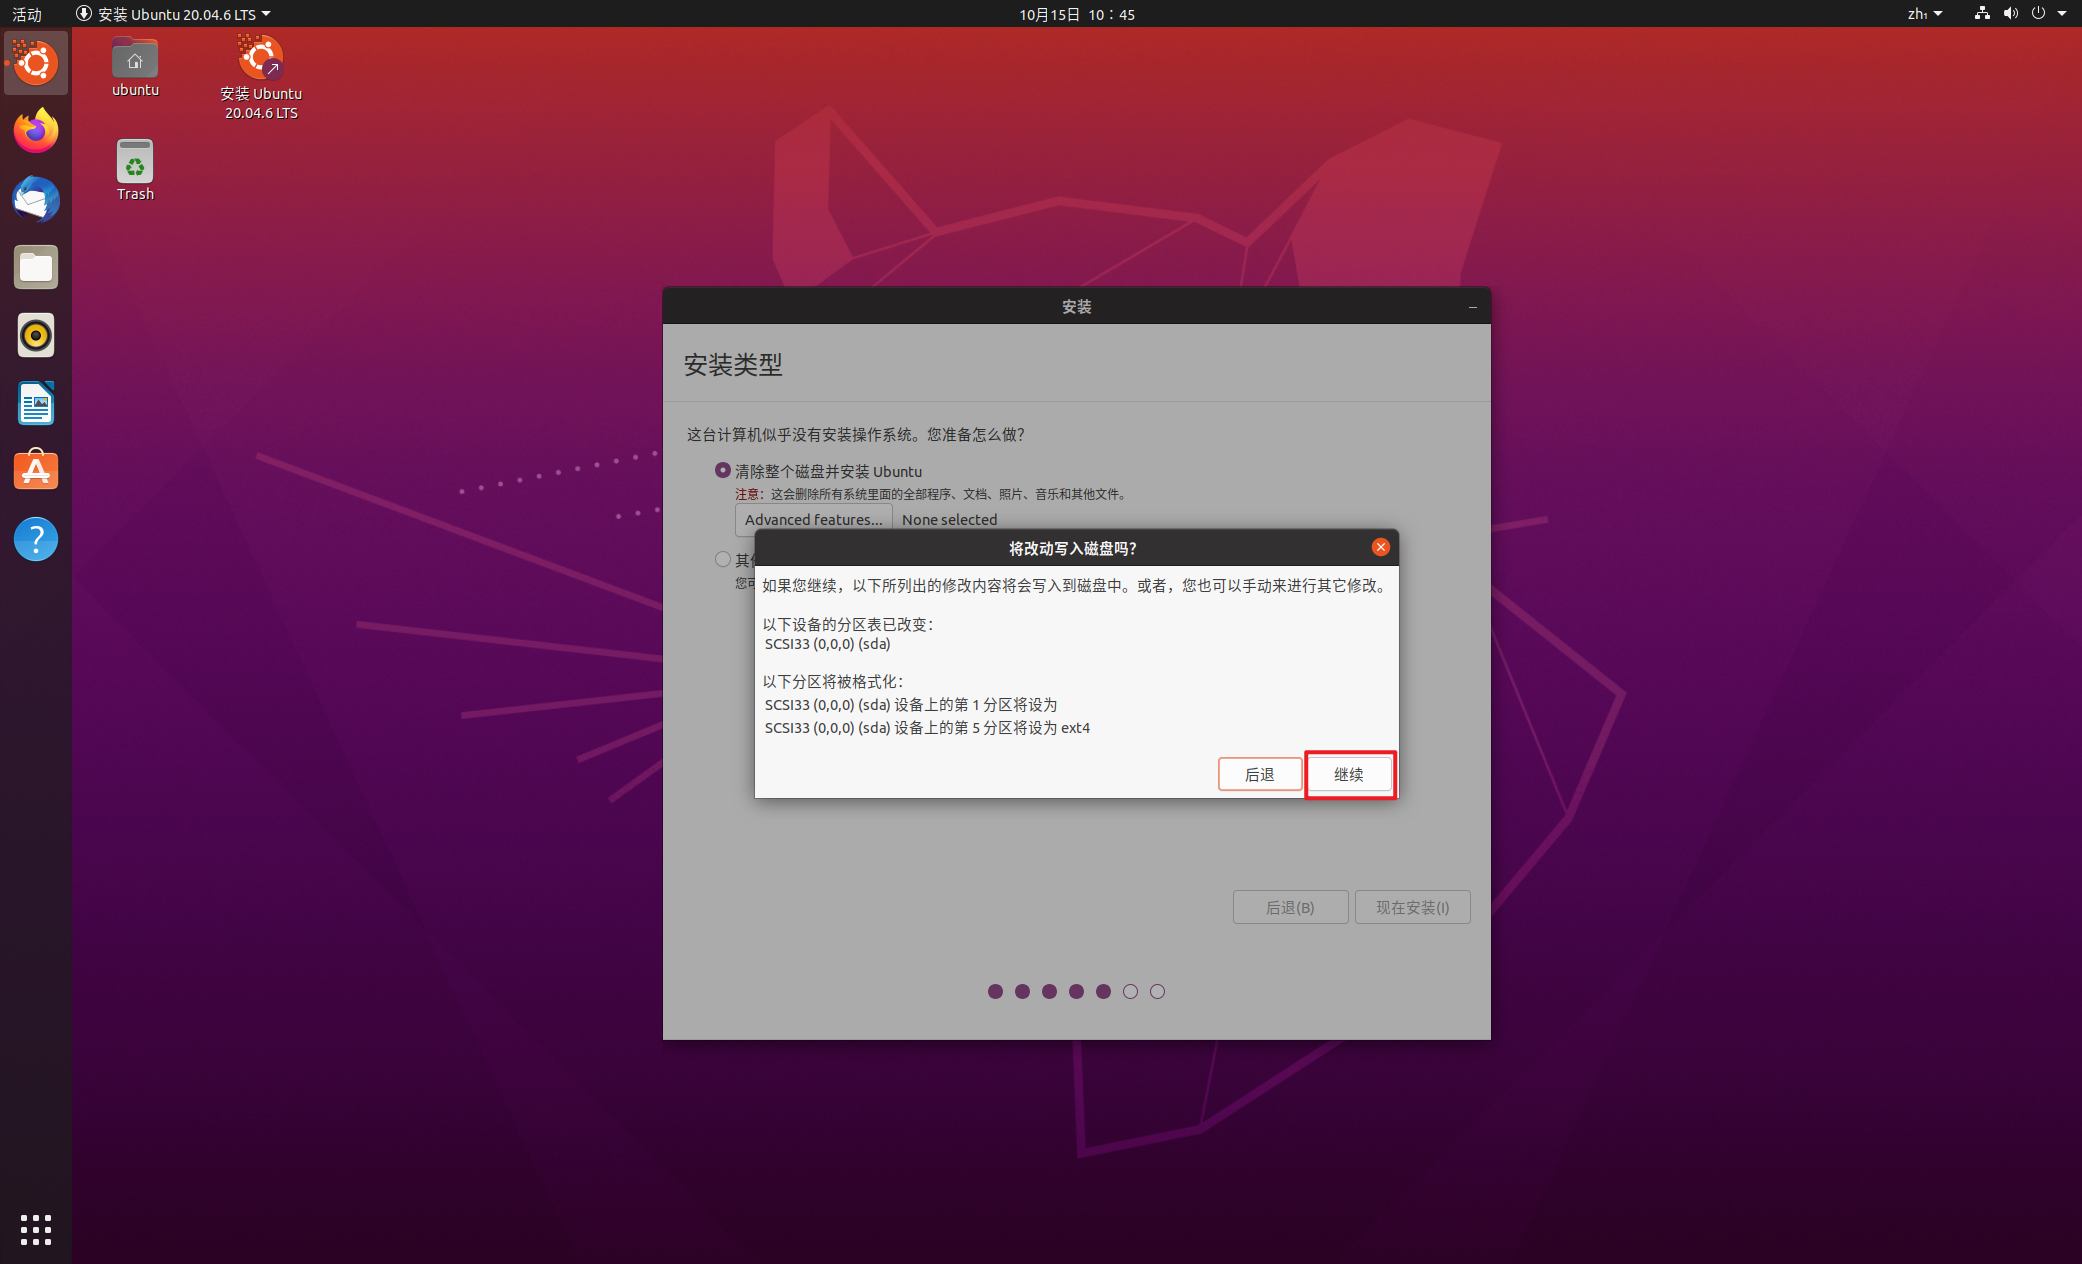 活动
安装 Ubuntu 20.04.6 LTS
10月15日 10：45
zh₁
ubuntu
安装 Ubuntu
20.04.6 LTS
Trash
安装
安装类型
这台计算机似乎没有安装操作系统。您准备怎么做？
清除整个磁盘并安装 Ubuntu
注意：这会删除所有系统里面的全部程序、文档、照片、音乐和其他文件。
Advanced features... None selected
将改动写入磁盘吗？
如果您继续，以下所列出的修改内容将会写入到磁盘中。或者，您也可以手动来进行其它修改。
以下设备的分区表已改变：
SCSI33 (0,0,0) (sda)
以下分区将被格式化：
SCSI33 (0,0,0) (sda) 设备上的第 1 分区将设为
SCSI33 (0,0,0) (sda) 设备上的第 5 分区将设为 ext4
后退 继续
后退(B) 现在安装(I)